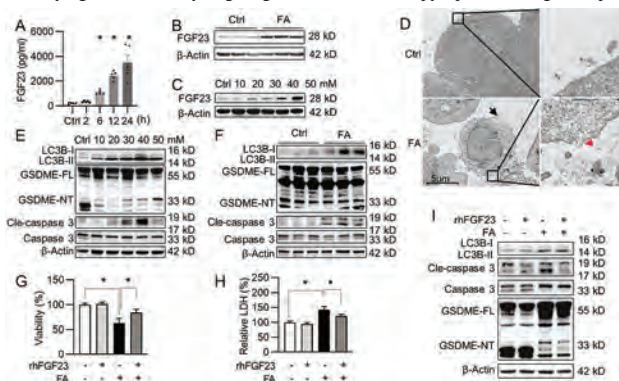 A
FGF23 (pg/ml)
6000
4000
2000
0
* * *
Ctrl 2 6 12 24 (h)
B
Ctrl FA
FGF23 28 kD
β-Actin 42 kD
C
Ctrl 10 20 30 40 50 mM
FGF23 28 kD
β-Actin 42 kD
D
Ctrl
FA
5um
E
Ctrl 10 20 30 40 50 mM
LC3B-I 16 kD
LC3B-II 14 kD
GSDME-FL 55 kD
GSDME-NT 33 kD
Cle-caspase 3 19 kD
17 kD
Caspase 3 33 kD
β-Actin 42 kD
F
Ctrl FA
LC3B-I 16 kD
LC3B-II 14 kD
GSDME-FL 55 kD
GSDME-NT 33 kD
Cle-caspase 3 19 kD
17 kD
Caspase 3 33 kD
β-Actin 42 kD
G
Viability (%)
150
100
50
0
* *
rhFGF23 - + - +
FA - - + +
H
Relative LDH (%)
200
150
100
50
0
* *
rhFGF23 - + - +
FA - - + +
I
rhFGF23 - + - +
FA - - + +
LC3B-I 16 kD
LC3B-II 14 kD
Cle-caspase 3 19 kD
17 kD
Caspase 3 33 kD
GSDME-FL 55 kD
GSDME-NT 33 kD
β-Actin 42 kD